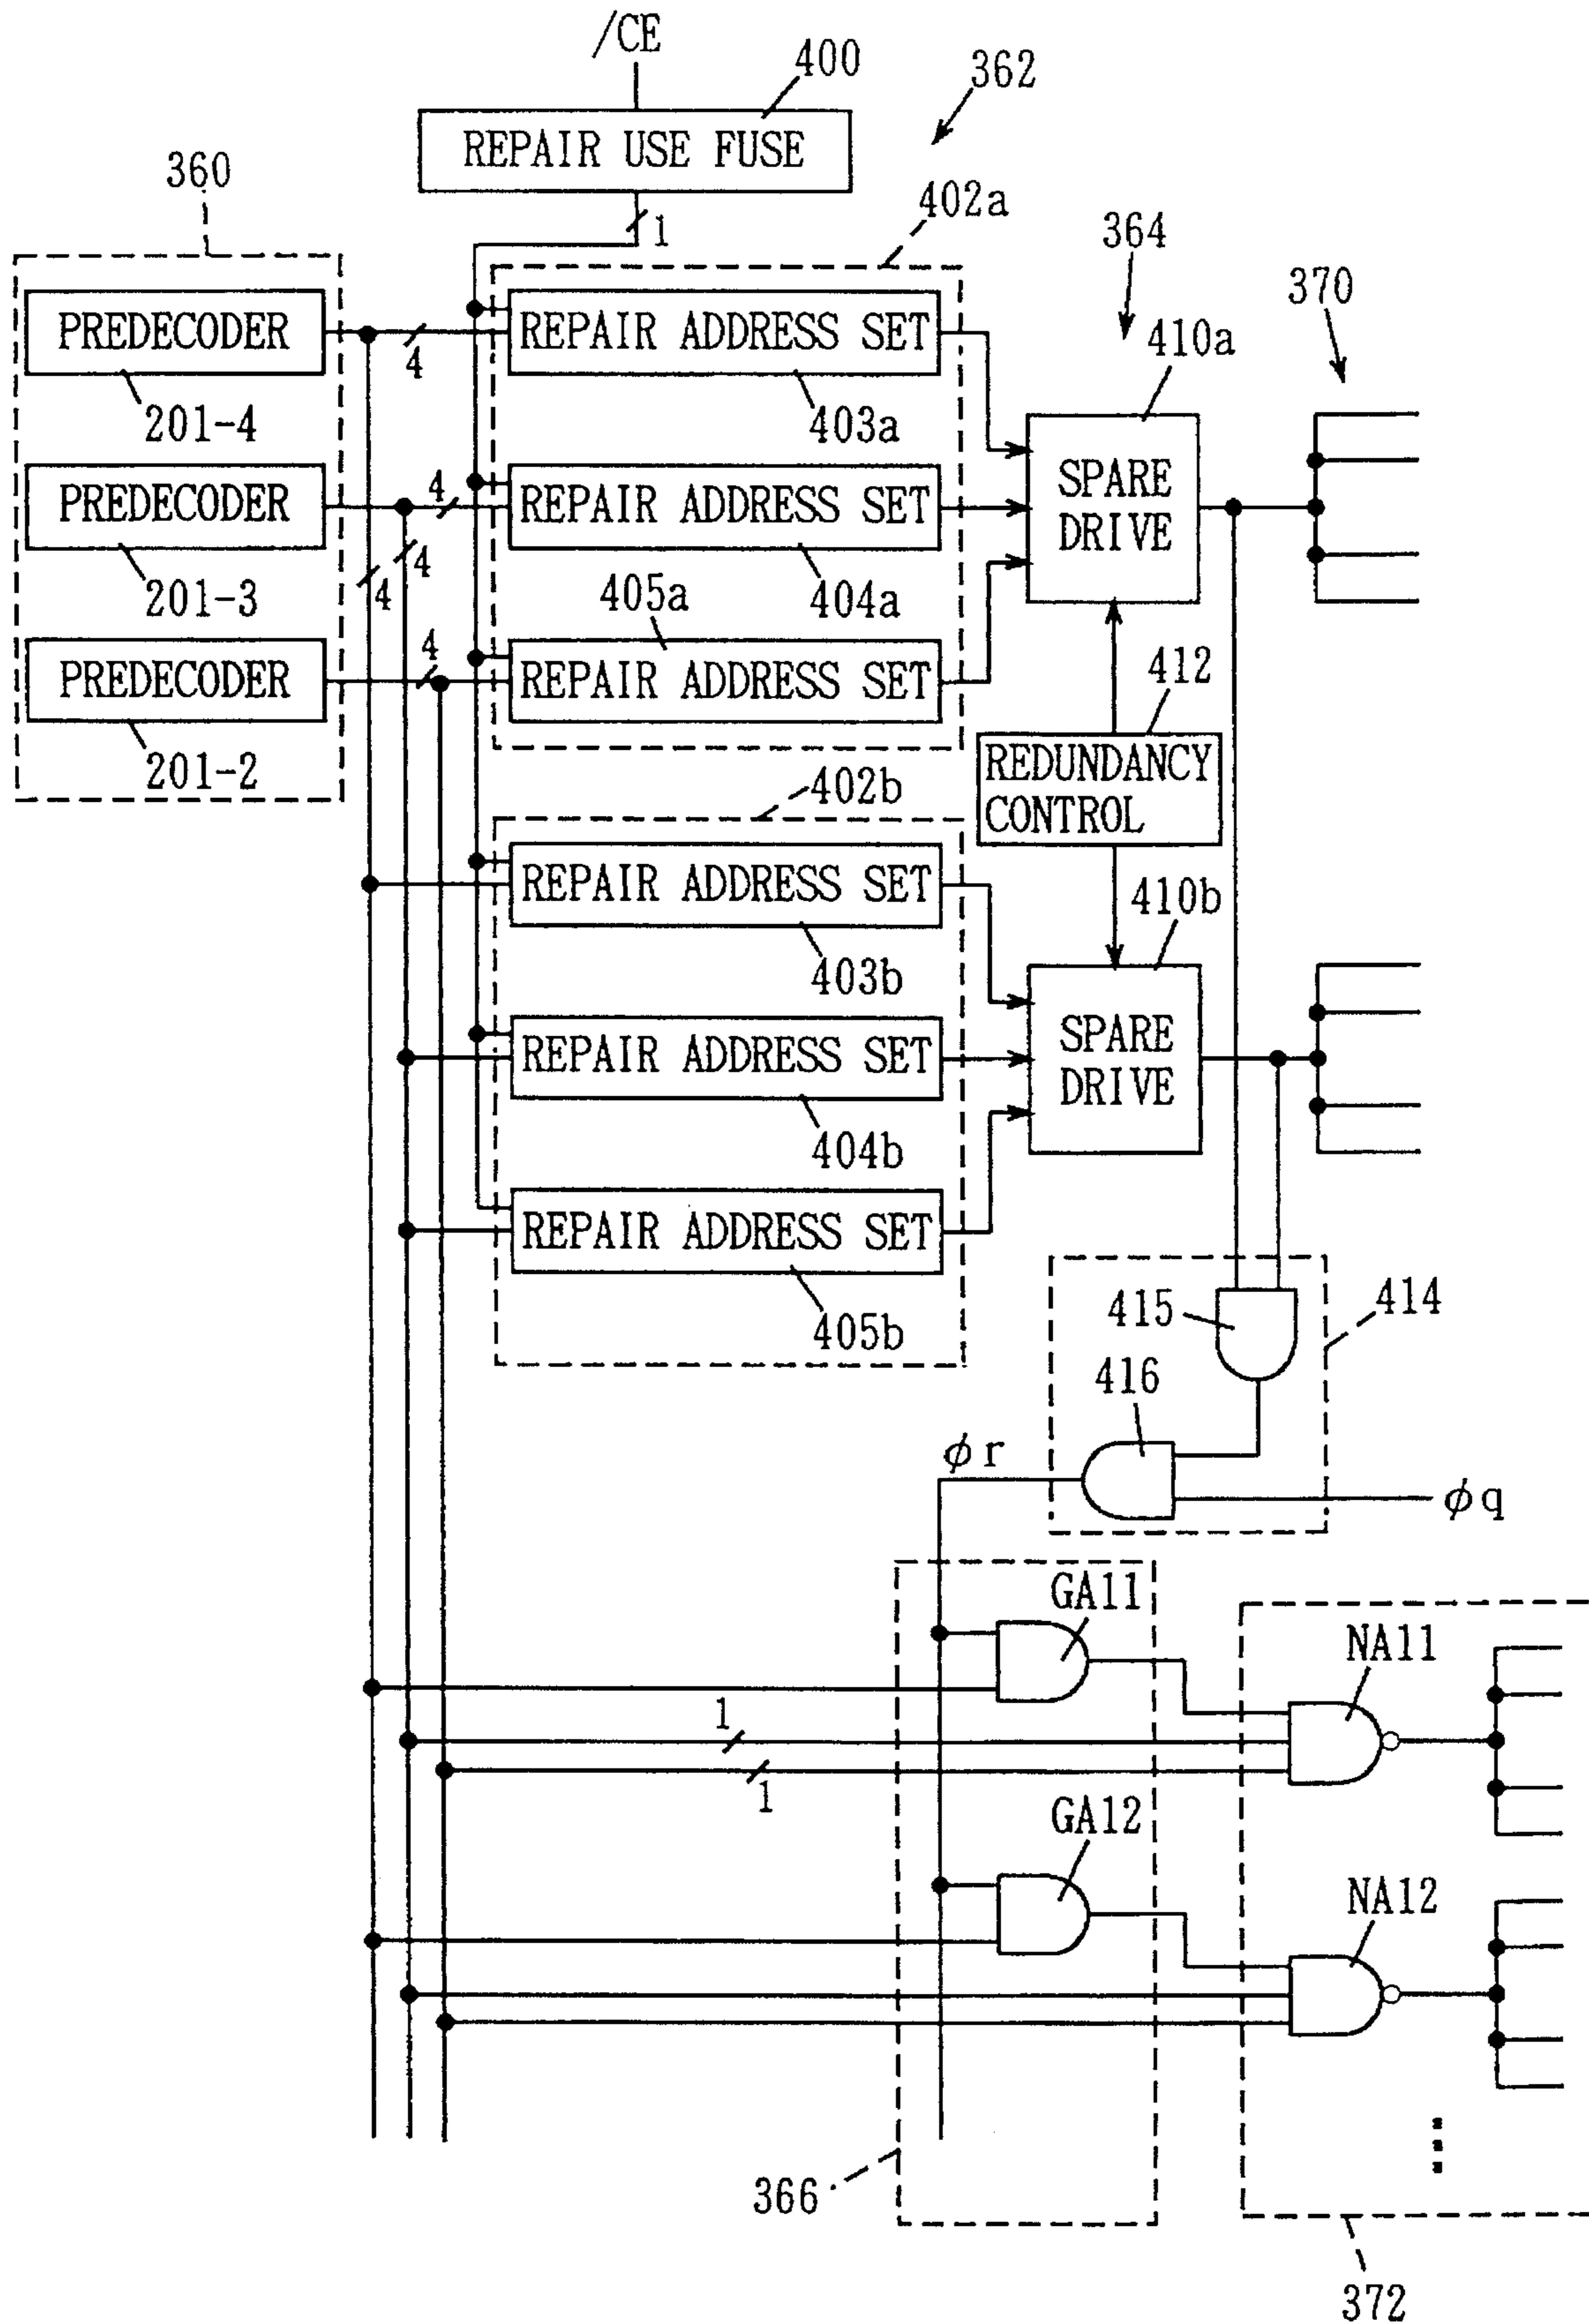 /CE
400
362
REPAIR USE FUSE
360
1
402a
364
370
PREDECODER
4
REPAIR ADDRESS SET
410a
201-4
403a
PREDECODER
4
REPAIR ADDRESS SET
SPARE
DRIVE
4
4
201-3
405a
404a
4
PREDECODER
REPAIR ADDRESS SET
412
201-2
REDUNDANCY
CONTROL
402b
REPAIR ADDRESS SET
410b
403b
REPAIR ADDRESS SET
SPARE
DRIVE
404b
REPAIR ADDRESS SET
405b
415
414
416
φr
φq
GA11
NA11
1
1
GA12
NA12
366
372